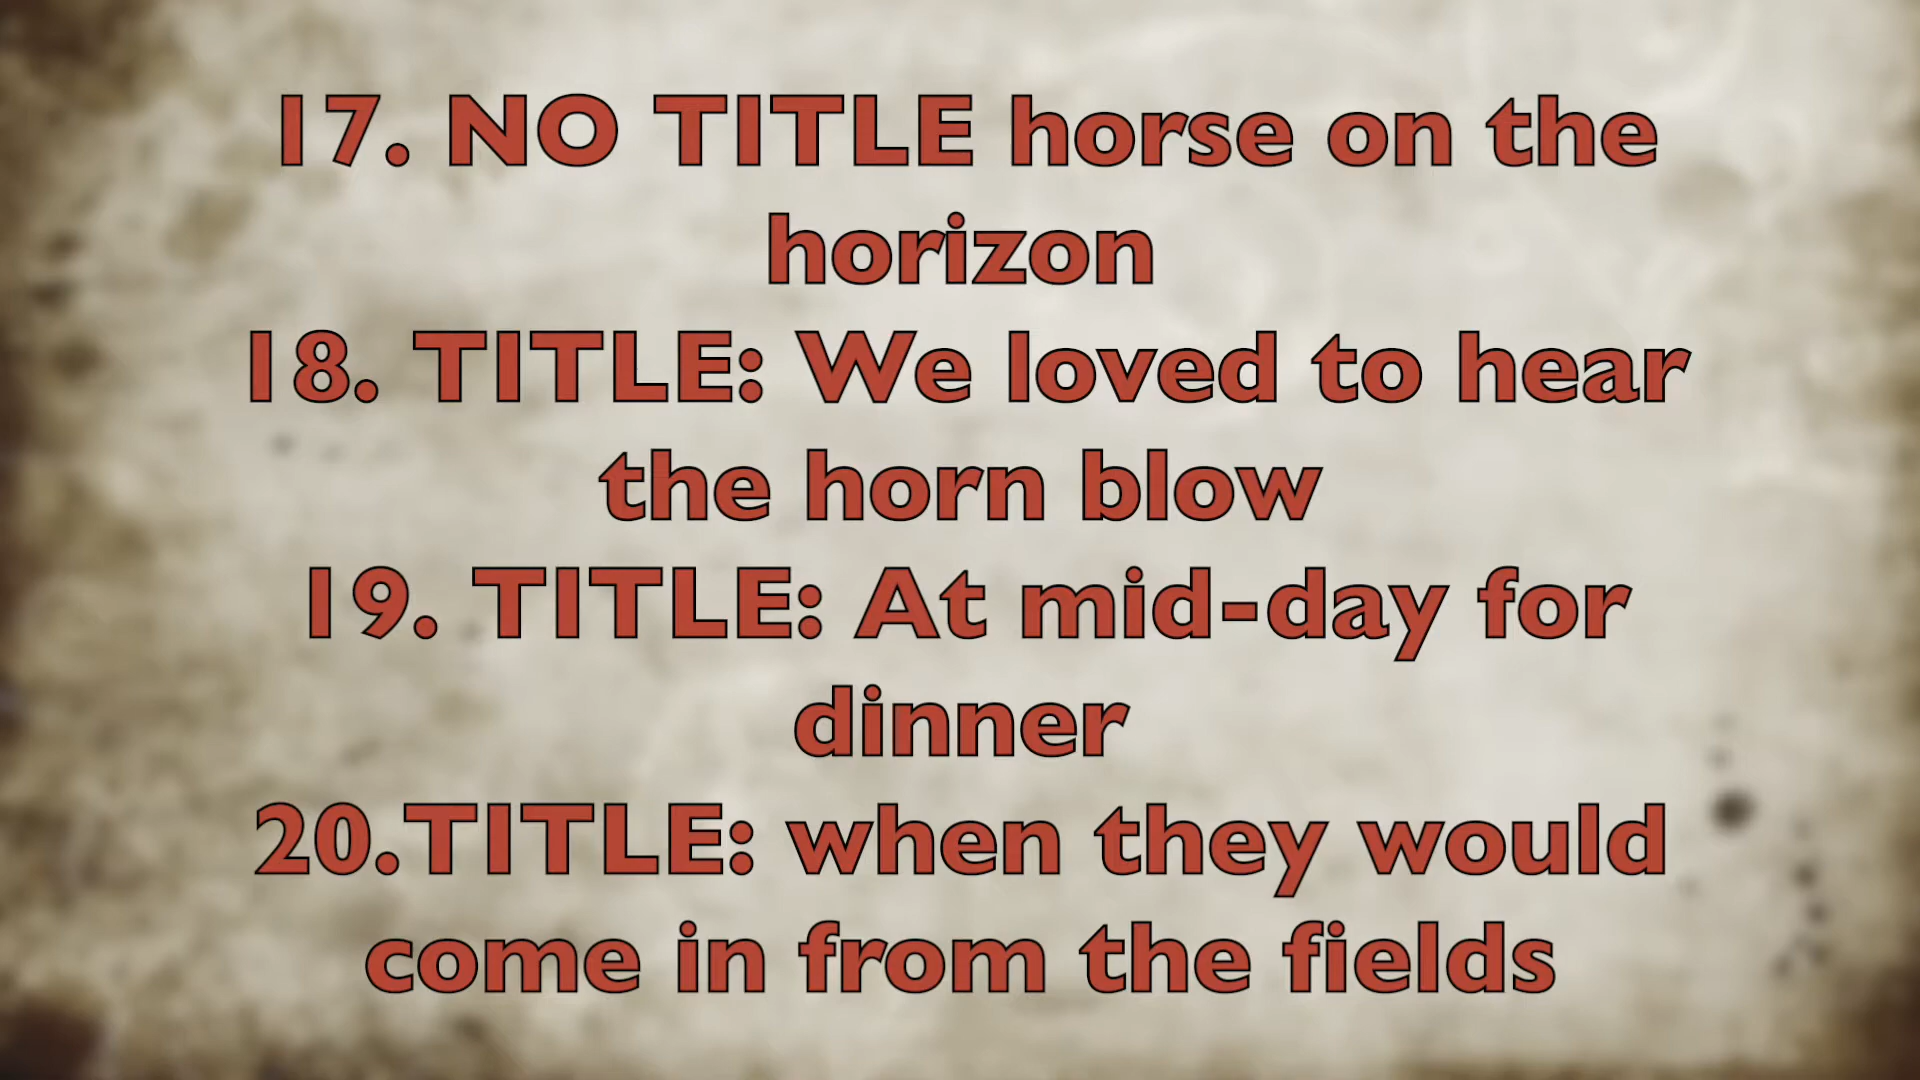 17. NO TITLE horse on the
horizon
18. TITLE: We loved to hear
the horn blow
19. TITLE: At mid-day for
dinner
20.TITLE: when they would
come in from the fields